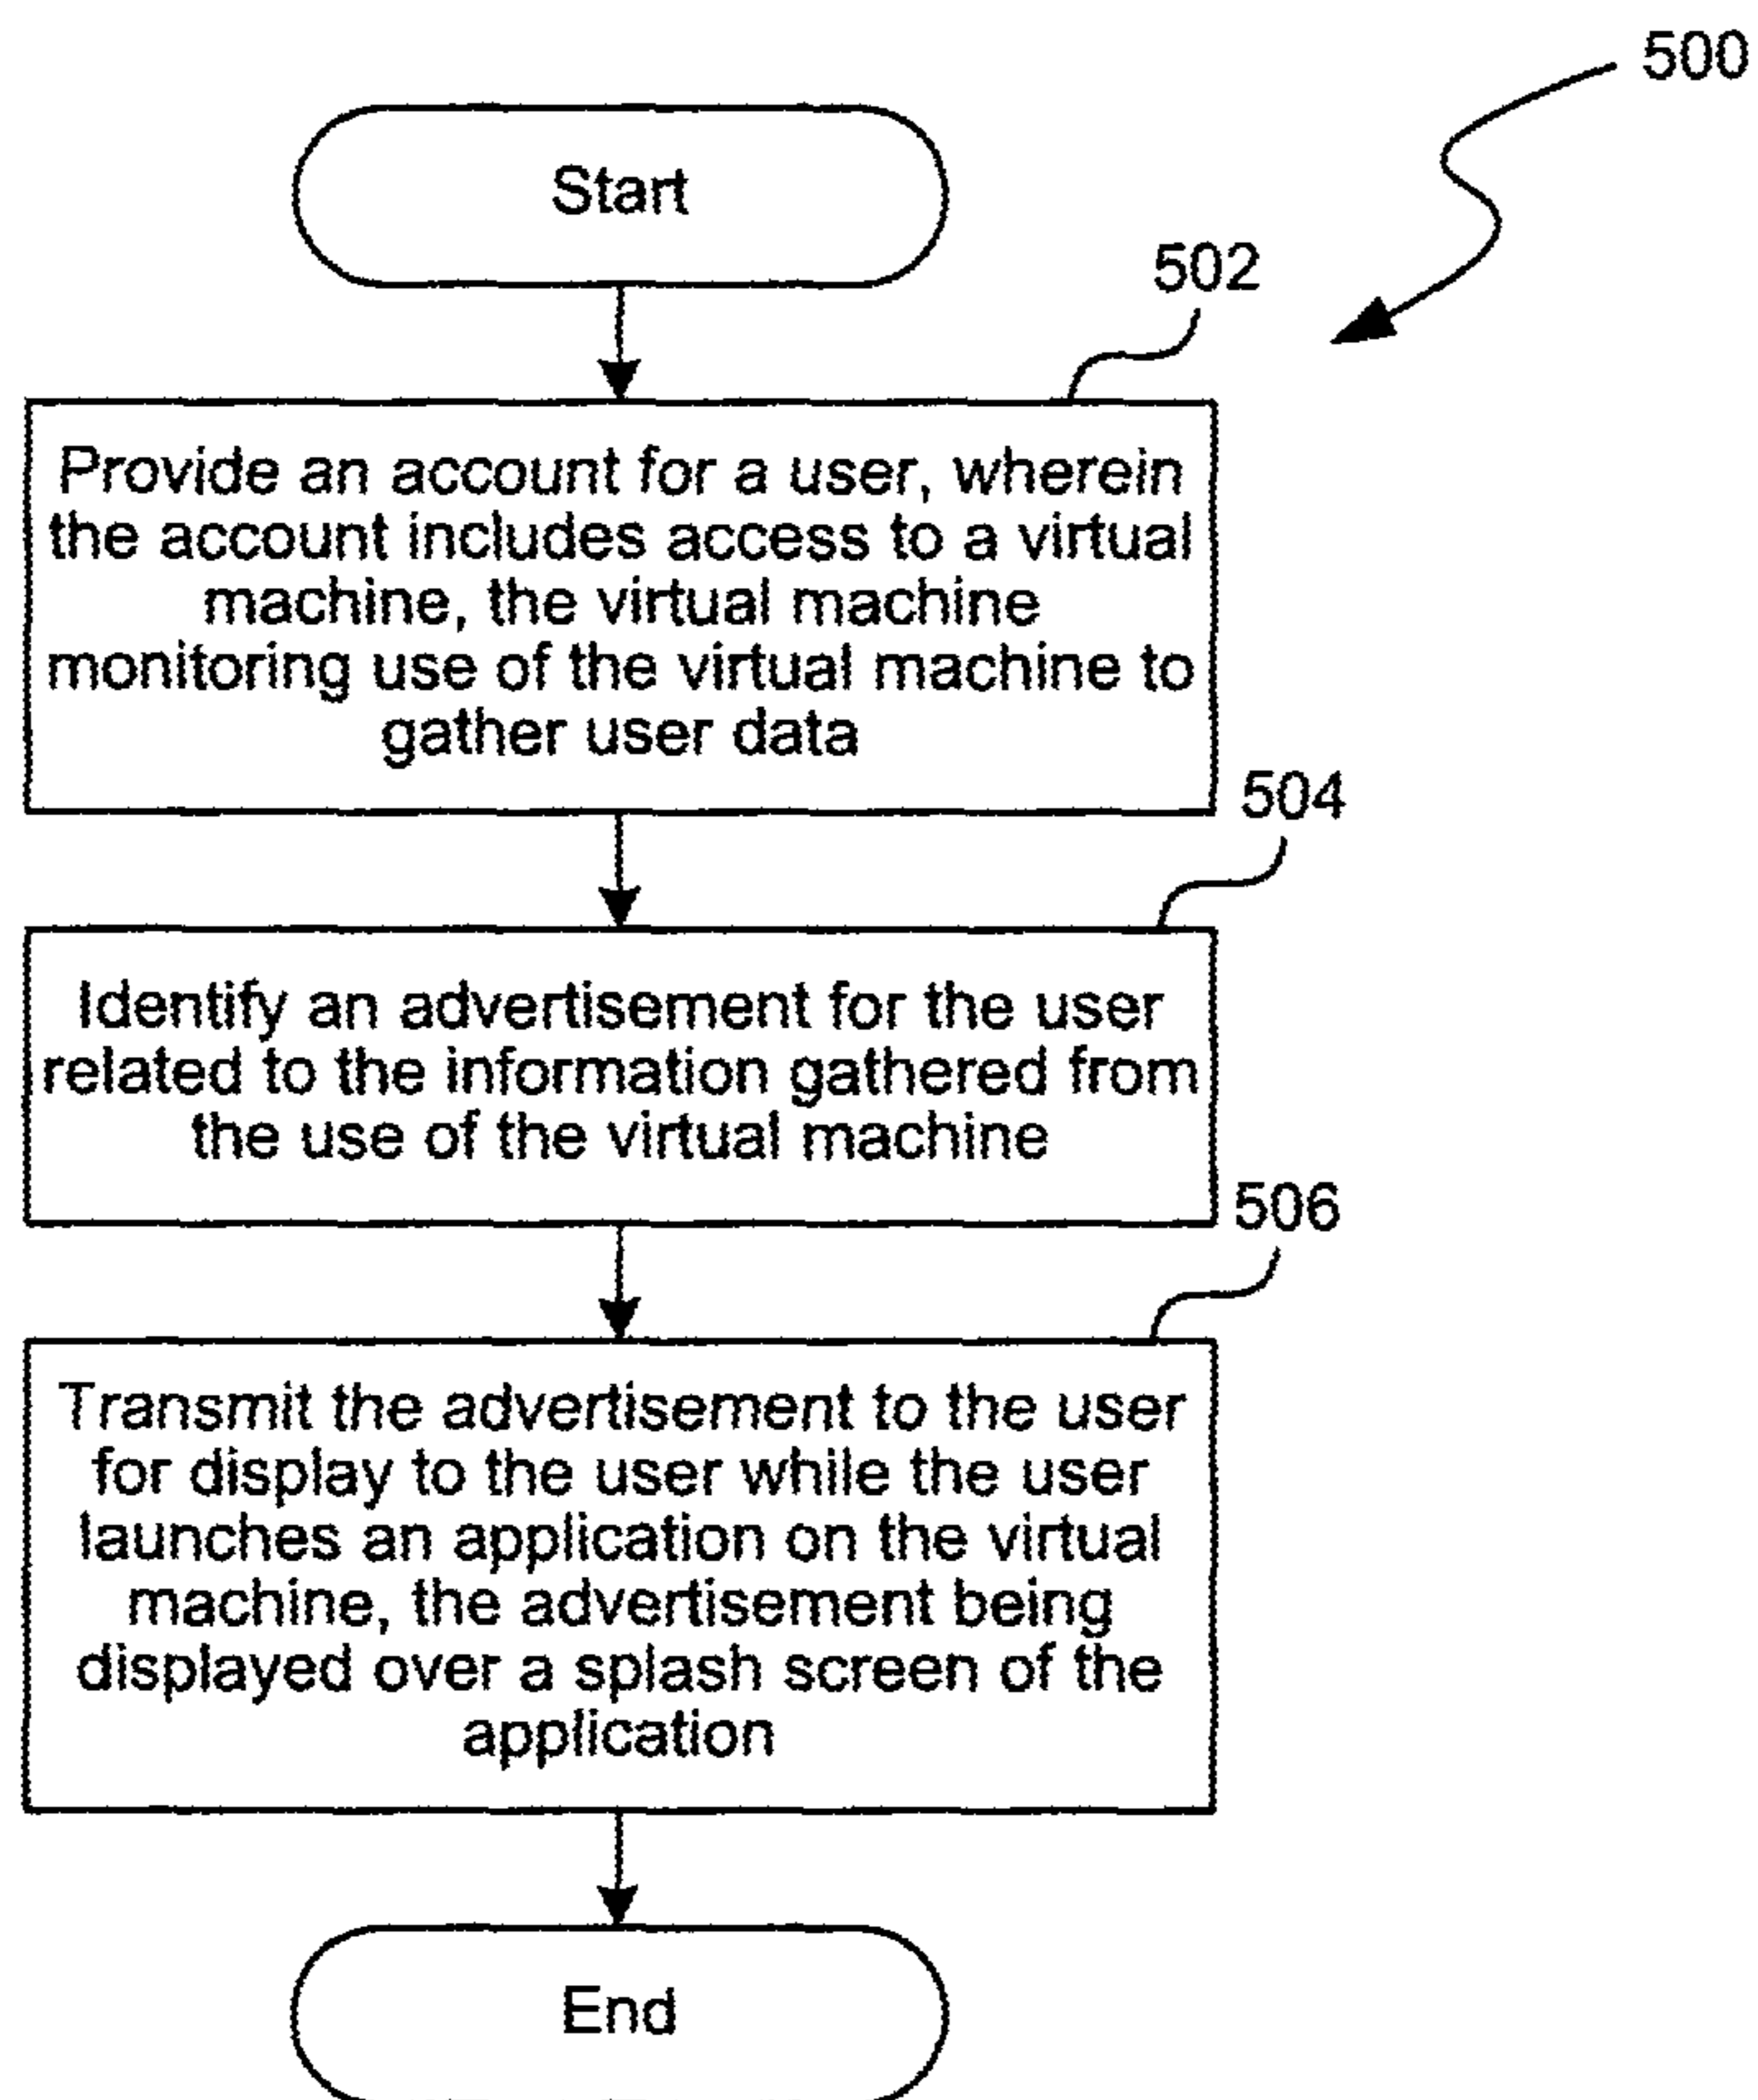 500
Start
502
Provide an account for a user, wherein
the account includes access to a virtual
machine, the virtual machine
monitoring use of the virtual machine to
gather user data
504
Identify an advertisement for the user
related to the information gathered from
the use of the virtual machine
506
Transmit the advertisement to the user
for display to the user while the user
launches an application on the virtual
machine, the advertisement being
displayed over a splash screen of the
application
End